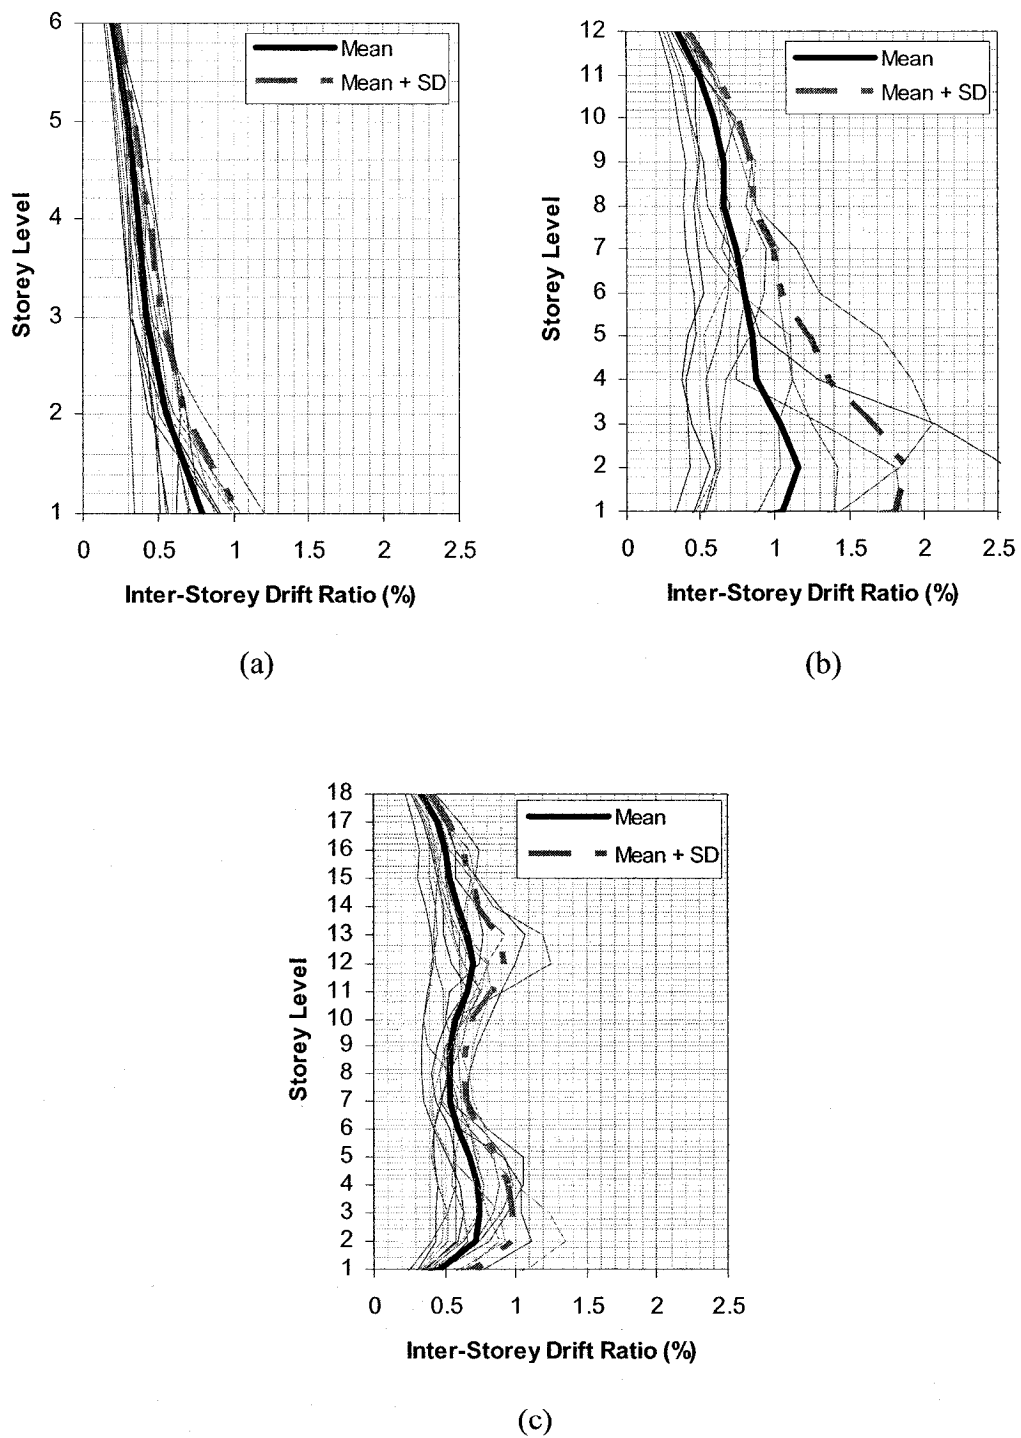 6
5
4
3
2
1
Storey Level
Mean
Mean + SD
0 0.5 1 1.5 2 2.5
Inter-Storey Drift Ratio (%)
(a)
12
11
10
9
8
7
6
5
4
3
2
1
Storey Level
Mean
Mean + SD
0 0.5 1 1.5 2 2.5
Inter-Storey Drift Ratio (%)
(b)
18
17
16
15
14
13
12
11
10
9
8
7
6
5
4
3
2
1
Storey Level
Mean
Mean + SD
0 0.5 1 1.5 2 2.5
Inter-Storey Drift Ratio (%)
(c)